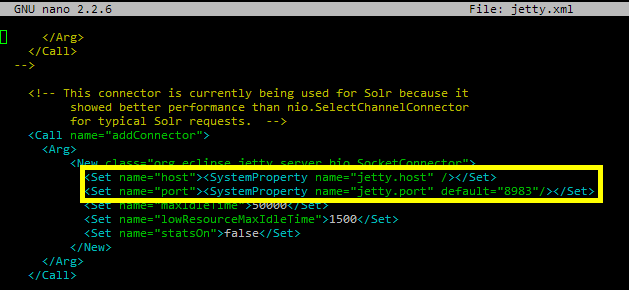 GNU nano 2.2.6 File: jetty.xml
</Arg>
</Call>
-->
<!-- This connector is currently being used for Solr because it
showed better performance than nio.SelectChannelConnector
for typical Solr requests. -->
<Call name="addConnector">
<Arg>
<New class="org.eclipse.jetty.server.bio.SocketConnector">
<Set name="host"><SystemProperty name="jetty.host" /></Set>
<Set name="port"><SystemProperty name="jetty.port" default="8983"/></Set>
<Set name="maxIdleTime">50000</Set>
<Set name="lowResourceMaxIdleTime">1500</Set>
<Set name="statsOn">false</Set>
</New>
</Arg>
</Call>